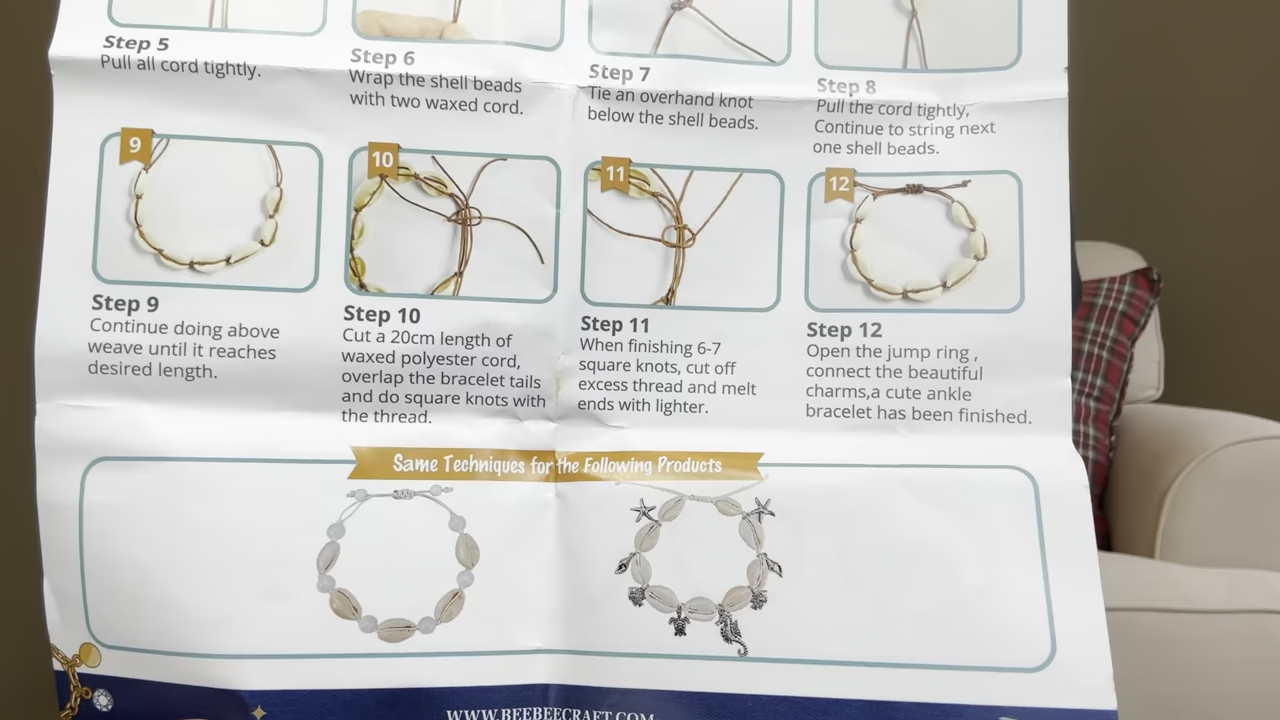 Step 5
Pull all cord tightly.
Step 6
Wrap the shell beads
with two waxed cord.
Step 7
Tie an overhand knot
below the shell beads.
Step 8
Pull the cord tightly,
Continue to string next
one shell beads.
9
10
11
12
Step 9
Continue doing above
weave until it reaches
desired length.
Step 10
Cut a 20cm length of
waxed polyester cord,
overlap the bracelet tails
and do square knots with
the thread.
Step 11
When finishing 6-7
square knots, cut off
excess thread and melt
ends with lighter.
Step 12
Open the jump ring ,
connect the beautiful
charms,a cute ankle
bracelet has been finished.
Same Techniques for the Following Products
WWW.BEEBEECRAFT.COM